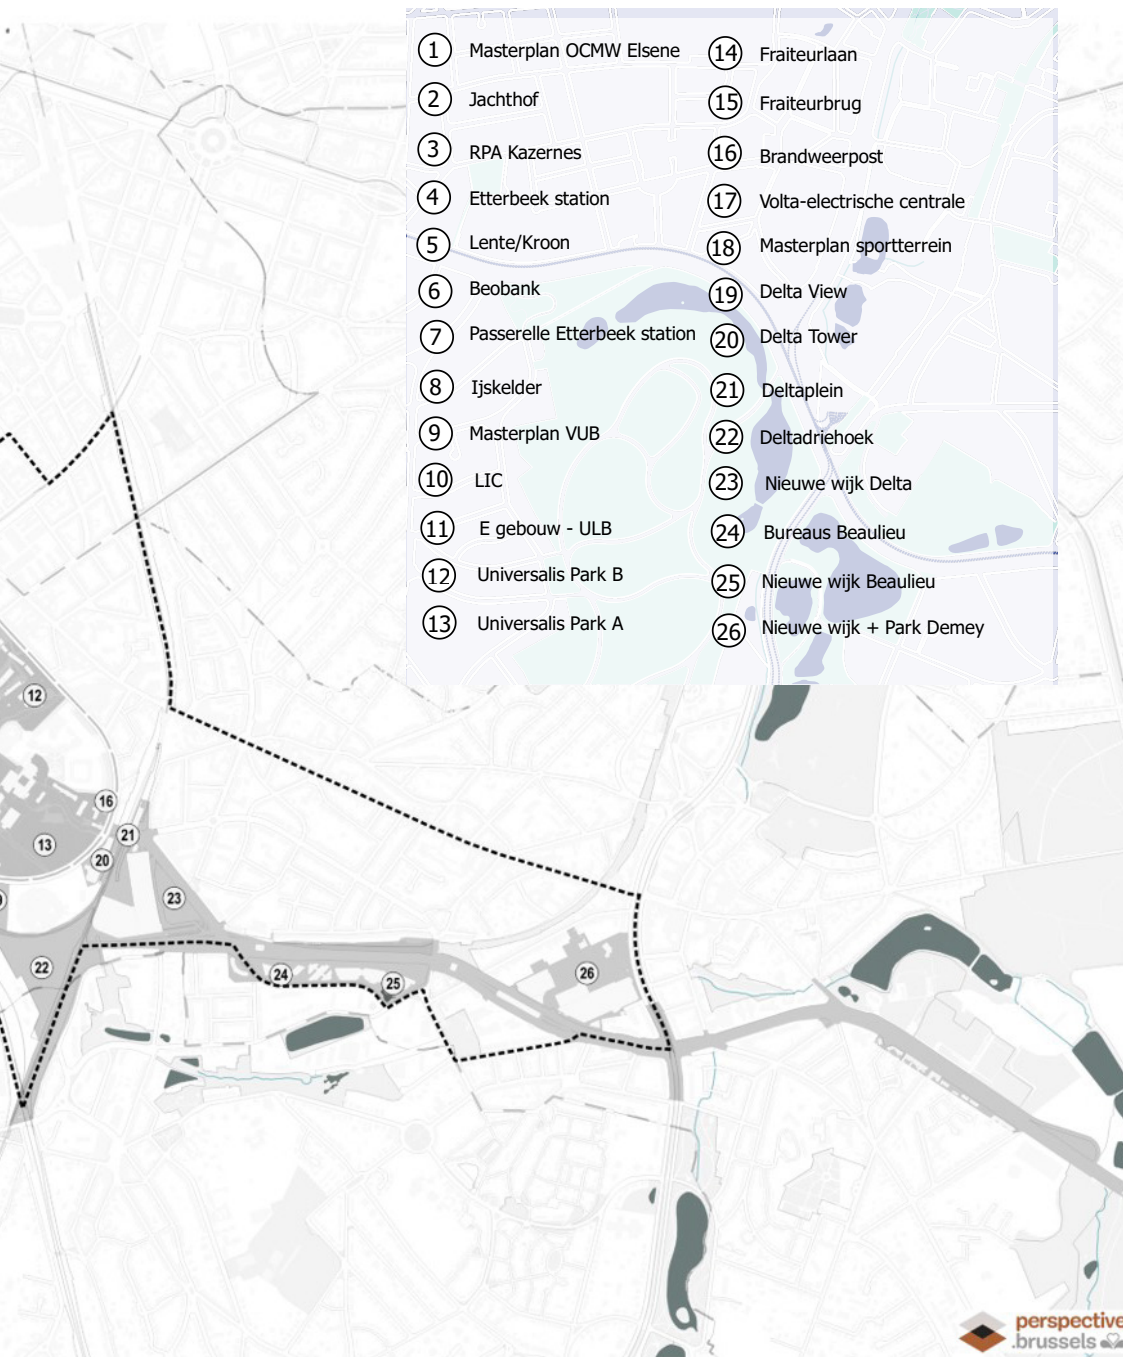 1 Masterplan OCMW Elsene
2 Jachthof
3 RPA Kazernes
4 Etterbeek station
5 Lente/Kroon
6 Beobank
7 Passerelle Etterbeek station
8 Ijskelder
9 Masterplan VUB
10 LIC
11 E gebouw - ULB
12 Universalis Park B
13 Universalis Park A
14 Fraiteurlaan
15 Fraiteurbrug
16 Brandweerpost
17 Volta-electrische centrale
18 Masterplan sportterrein
19 Delta View
20 Delta Tower
21 Deltaplein
22 Deltadriehoek
23 Nieuwe wijk Delta
24 Bureaus Beaulieu
25 Nieuwe wijk Beaulieu
26 Nieuwe wijk + Park Demey
12
16
21
13
20
23
22
24
25
26
perspective
.brussels